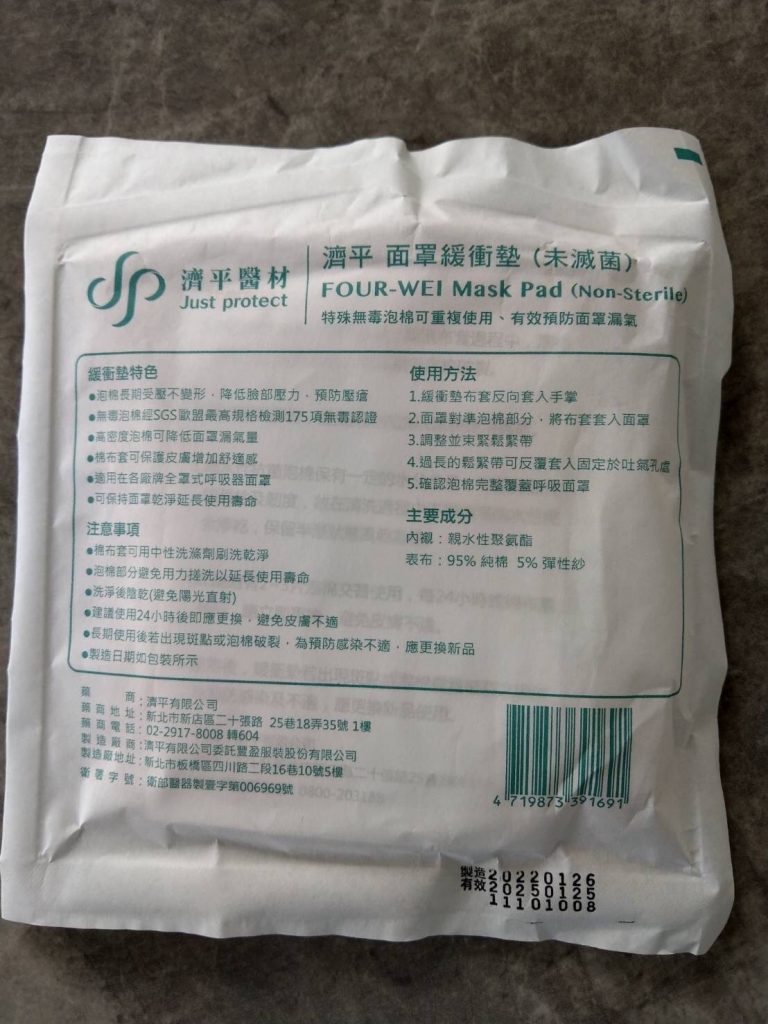 濟平醫材
Just protect
濟平 面罩緩衝墊 (未滅菌)
FOUR-WEI Mask Pad (Non-Sterile)
特殊無毒泡棉可重複使用、有效預防面罩漏氣
緩衝墊特色
●泡棉長期受壓不變形，降低臉部壓力，預防壓瘡
●無毒泡棉經SGS歐盟最高規格檢測175項無毒認證
●高密度泡棉可降低面罩漏氣量
●棉布套可保護皮膚增加舒適感
●適用在各廠牌全罩式呼吸器面罩
●可保持面罩乾淨延長使用壽命
注意事項
●棉布套可用中性洗滌劑刷洗乾淨
●泡棉部分避免用力搓洗以延長使用壽命
●洗淨後陰乾(避免陽光直射)
●建議使用24小時後即應更換，避免皮膚不適
●長期使用後若出現斑點或泡棉破裂，為預防感染不適，應更換新品
●製造日期如包裝所示
使用方法
1.緩衝墊布套反向套入手掌
2.面罩對準泡棉部分，將布套套入面罩
3.調整並束緊鬆緊帶
4.過長的鬆緊帶可反覆套入固定於吐氣孔處
5.確認泡棉完整覆蓋呼吸面罩
主要成分
內襯：親水性聚氨酯
表布：95% 純棉 5% 彈性紗
藥商：濟平有限公司
藥商地址：新北市新店區二十張路 25巷18弄35號 1樓
藥商電話：02-2917-8008 轉604
製造廠商：濟平有限公司委託豐盈服裝股份有限公司
製造廠地址：新北市板橋區四川路二段16巷10號5樓
衛署字號：衛部醫器製壹字第006969號
4 719873 391691
製造20220126
有效20250125
11101008